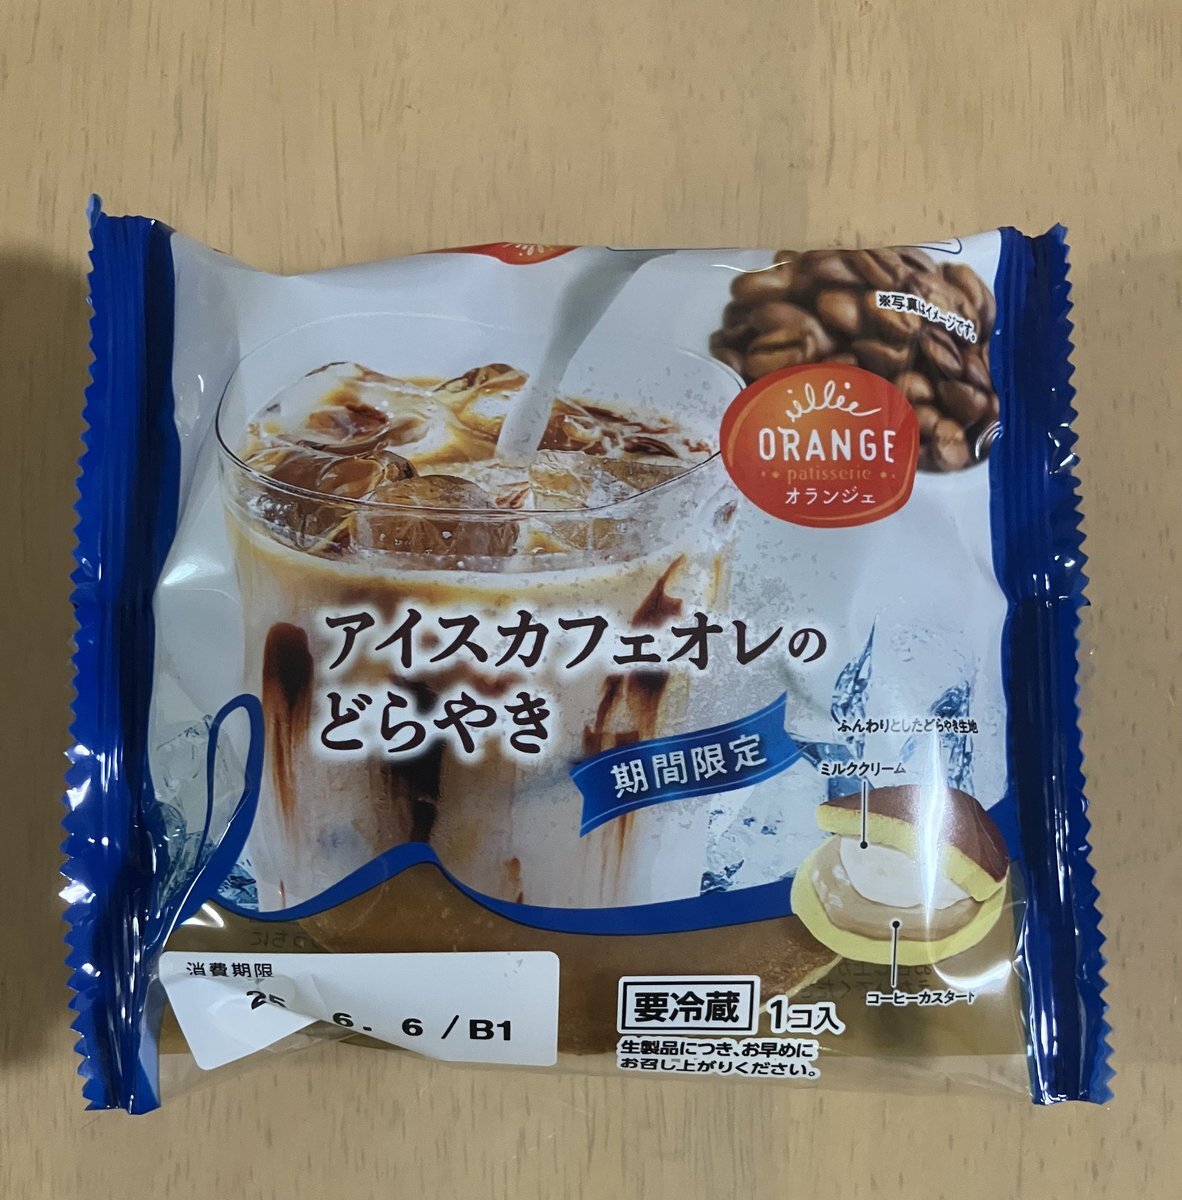 ※写真はイメージです。
ORANGE
patisserie
オランジェ
アイスカフェオレの
どらやき
期間限定
ふんわりとしたどらやき生地
ミルククリーム
コーヒーカスタード
消費期限
25. 6. 6/B1
要冷蔵 1コ入
生製品につき、お早めに
お召し上がりください。